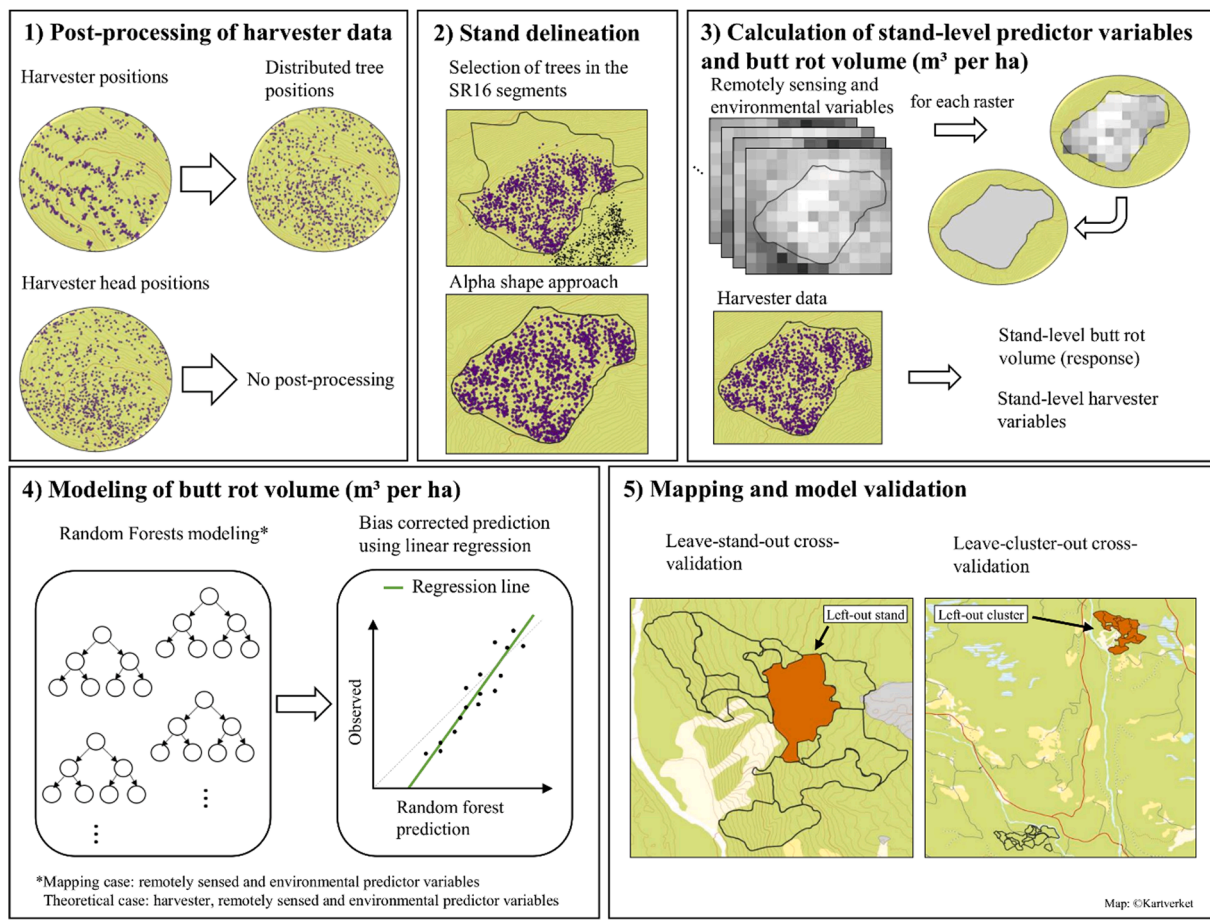 1) Post-processing of harvester data
Harvester positions
Distributed tree
positions
Harvester head positions
No post-processing
2) Stand delineation
Selection of trees in the
SR16 segments
Alpha shape approach
3) Calculation of stand-level predictor variables
and butt rot volume (m³ per ha)
Remotely sensing and
environmental variables
for each raster
...
Harvester data
Stand-level butt rot
volume (response)
Stand-level harvester
variables
4) Modeling of butt rot volume (m³ per ha)
Random Forests modeling*
Bias corrected prediction
using linear regression
Regression line
Observed
Random forest
prediction
...
...
*Mapping case: remotely sensed and environmental predictor variables
Theoretical case: harvester, remotely sensed and environmental predictor variables
5) Mapping and model validation
Leave-stand-out cross-
validation
Leave-cluster-out cross-
validation
Left-out stand
Left-out cluster
Map: ©Kartverket